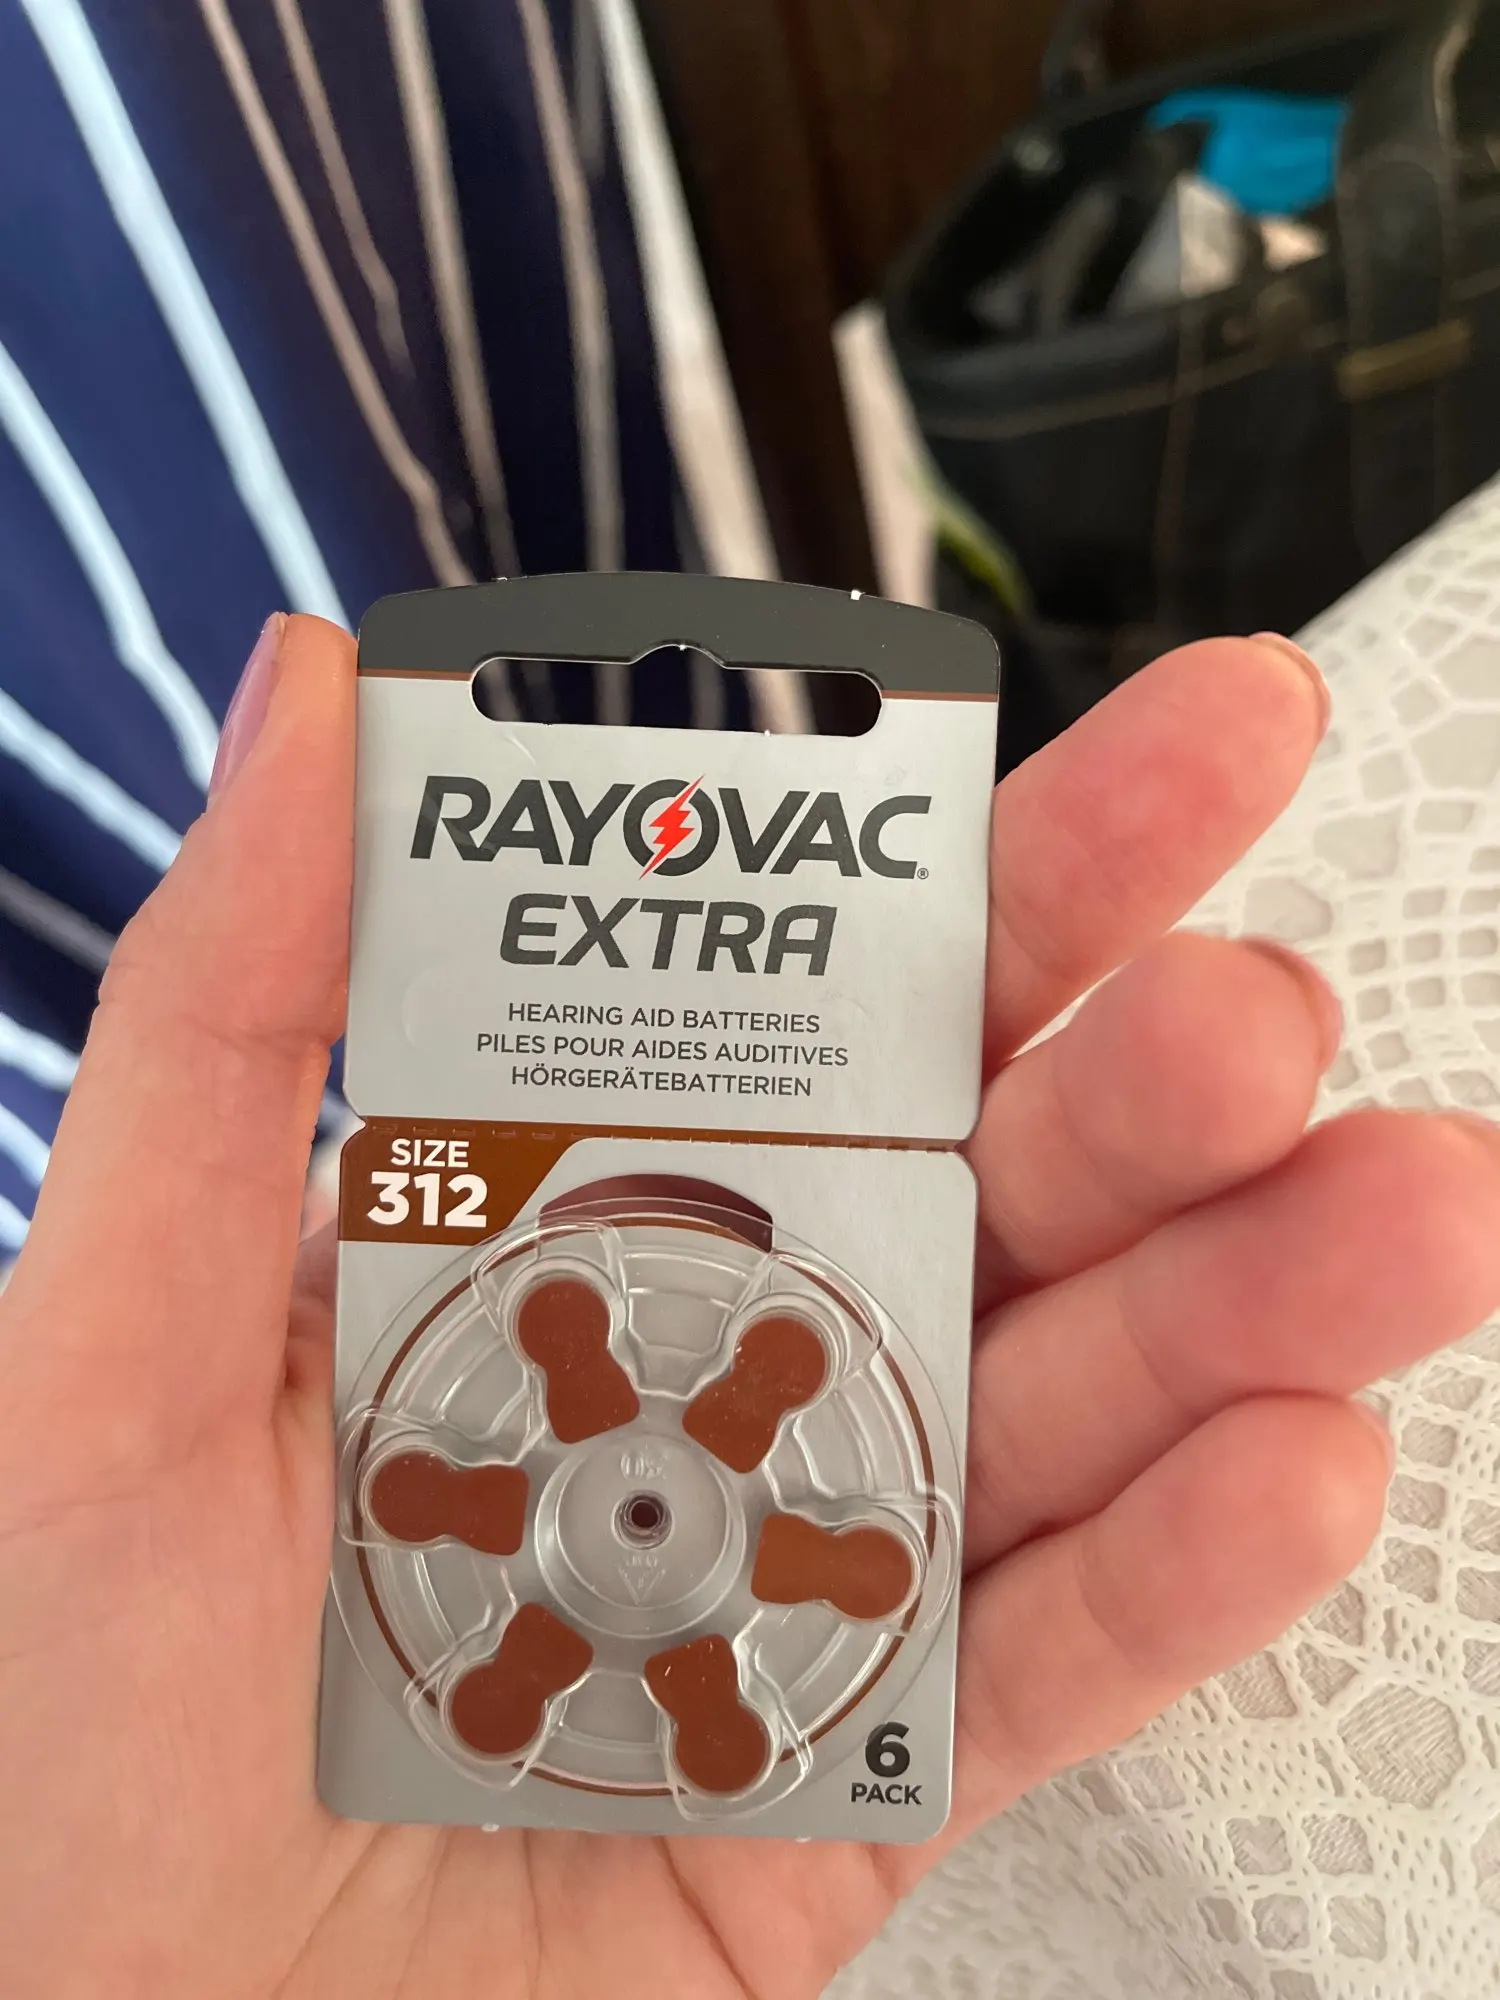 RAYOVAC®
EXTRA
HEARING AID BATTERIES
PILES POUR AIDES AUDITIVES
HÖRGERÄTEBATTERIEN
SIZE
312
6
PACK